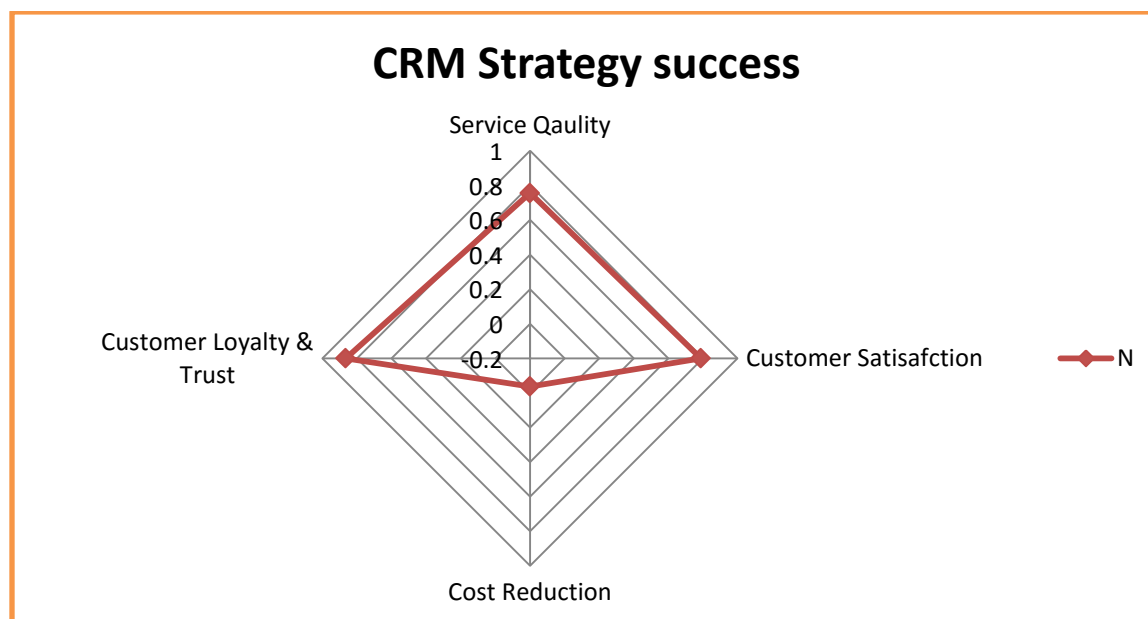 CRM Strategy success
Service Qaulity
1
0.8
0.6
0.4
0.2
0
-0.2
Customer Loyalty &
Trust
Customer Satisafction
N
Cost Reduction